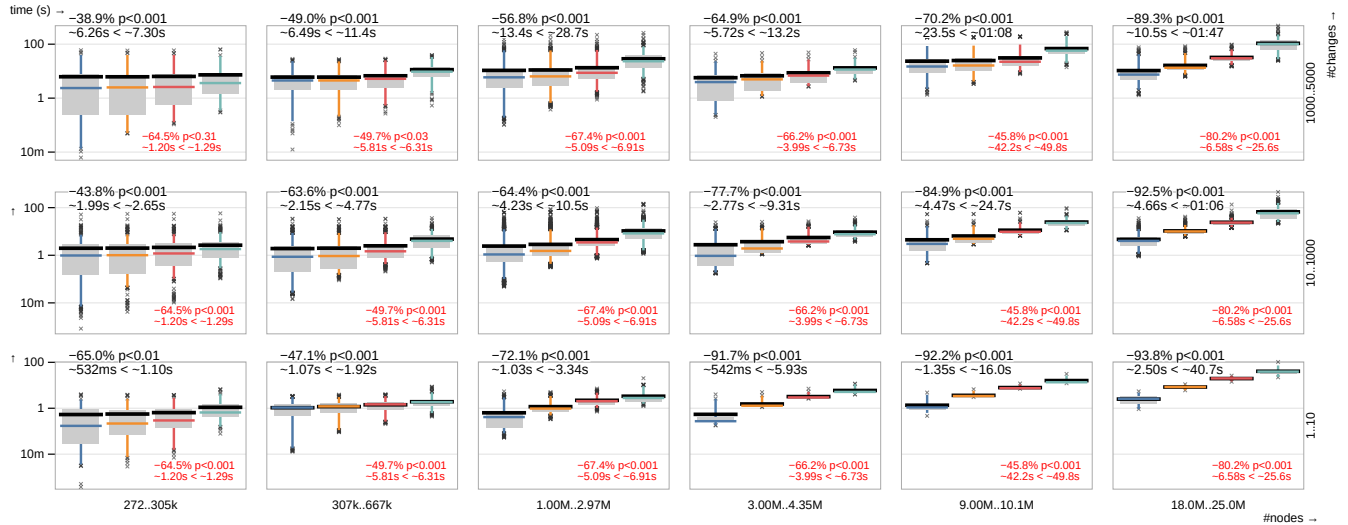 time (s) →
#changes →
−38.9% p<0.001
~6.26s < ~7.30s
−49.0% p<0.001
~6.49s < ~11.4s
−56.8% p<0.001
~13.4s < ~28.7s
−64.9% p<0.001
~5.72s < ~13.2s
−70.2% p<0.001
~23.5s < ~01:08
−89.3% p<0.001
~10.5s < ~01:47
100
1
10m
−64.5% p<0.31
~1.20s < ~1.29s
−49.7% p<0.03
~5.81s < ~6.31s
−67.4% p<0.001
~5.09s < ~6.91s
−66.2% p<0.001
~3.99s < ~6.73s
−45.8% p<0.001
~42.2s < ~49.8s
−80.2% p<0.001
~6.58s < ~25.6s
1000..5000
↑
−43.8% p<0.001
~1.99s < ~2.65s
−63.6% p<0.001
~2.15s < ~4.77s
−64.4% p<0.001
~4.23s < ~10.5s
−77.7% p<0.001
~2.77s < ~9.31s
−84.9% p<0.001
~4.47s < ~24.7s
−92.5% p<0.001
~4.66s < ~01:06
100
1
10m
−64.5% p<0.001
~1.20s < ~1.29s
−49.7% p<0.001
~5.81s < ~6.31s
−67.4% p<0.001
~5.09s < ~6.91s
−66.2% p<0.001
~3.99s < ~6.73s
−45.8% p<0.001
~42.2s < ~49.8s
−80.2% p<0.001
~6.58s < ~25.6s
10..1000
↑
−65.0% p<0.01
~532ms < ~1.10s
−47.1% p<0.001
~1.07s < ~1.92s
−72.1% p<0.001
~1.03s < ~3.34s
−91.7% p<0.001
~542ms < ~5.93s
−92.2% p<0.001
~1.35s < ~16.0s
−93.8% p<0.001
~2.50s < ~40.7s
100
1
10m
−64.5% p<0.001
~1.20s < ~1.29s
−49.7% p<0.001
~5.81s < ~6.31s
−67.4% p<0.001
~5.09s < ~6.91s
−66.2% p<0.001
~3.99s < ~6.73s
−45.8% p<0.001
~42.2s < ~49.8s
−80.2% p<0.001
~6.58s < ~25.6s
1..10
272..305k
307k..667k
1.00M..2.97M
3.00M..4.35M
9.00M..10.1M
18.0M..25.0M
#nodes →